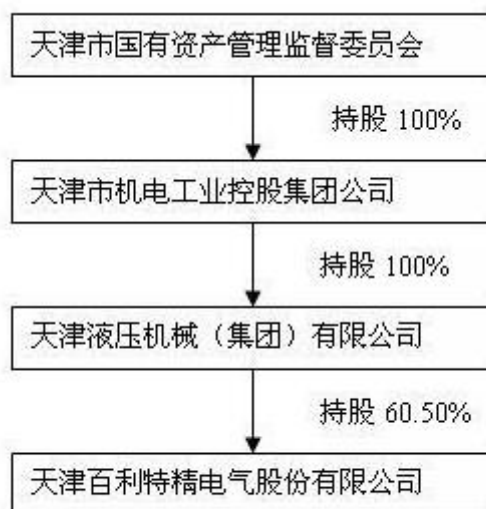 天津市国有资产管理监督委员会
持股 100%
天津市机电工业控股集团公司
持股 100%
天津液压机械（集团）有限公司
持股 60.50%
天津百利特精电气股份有限公司